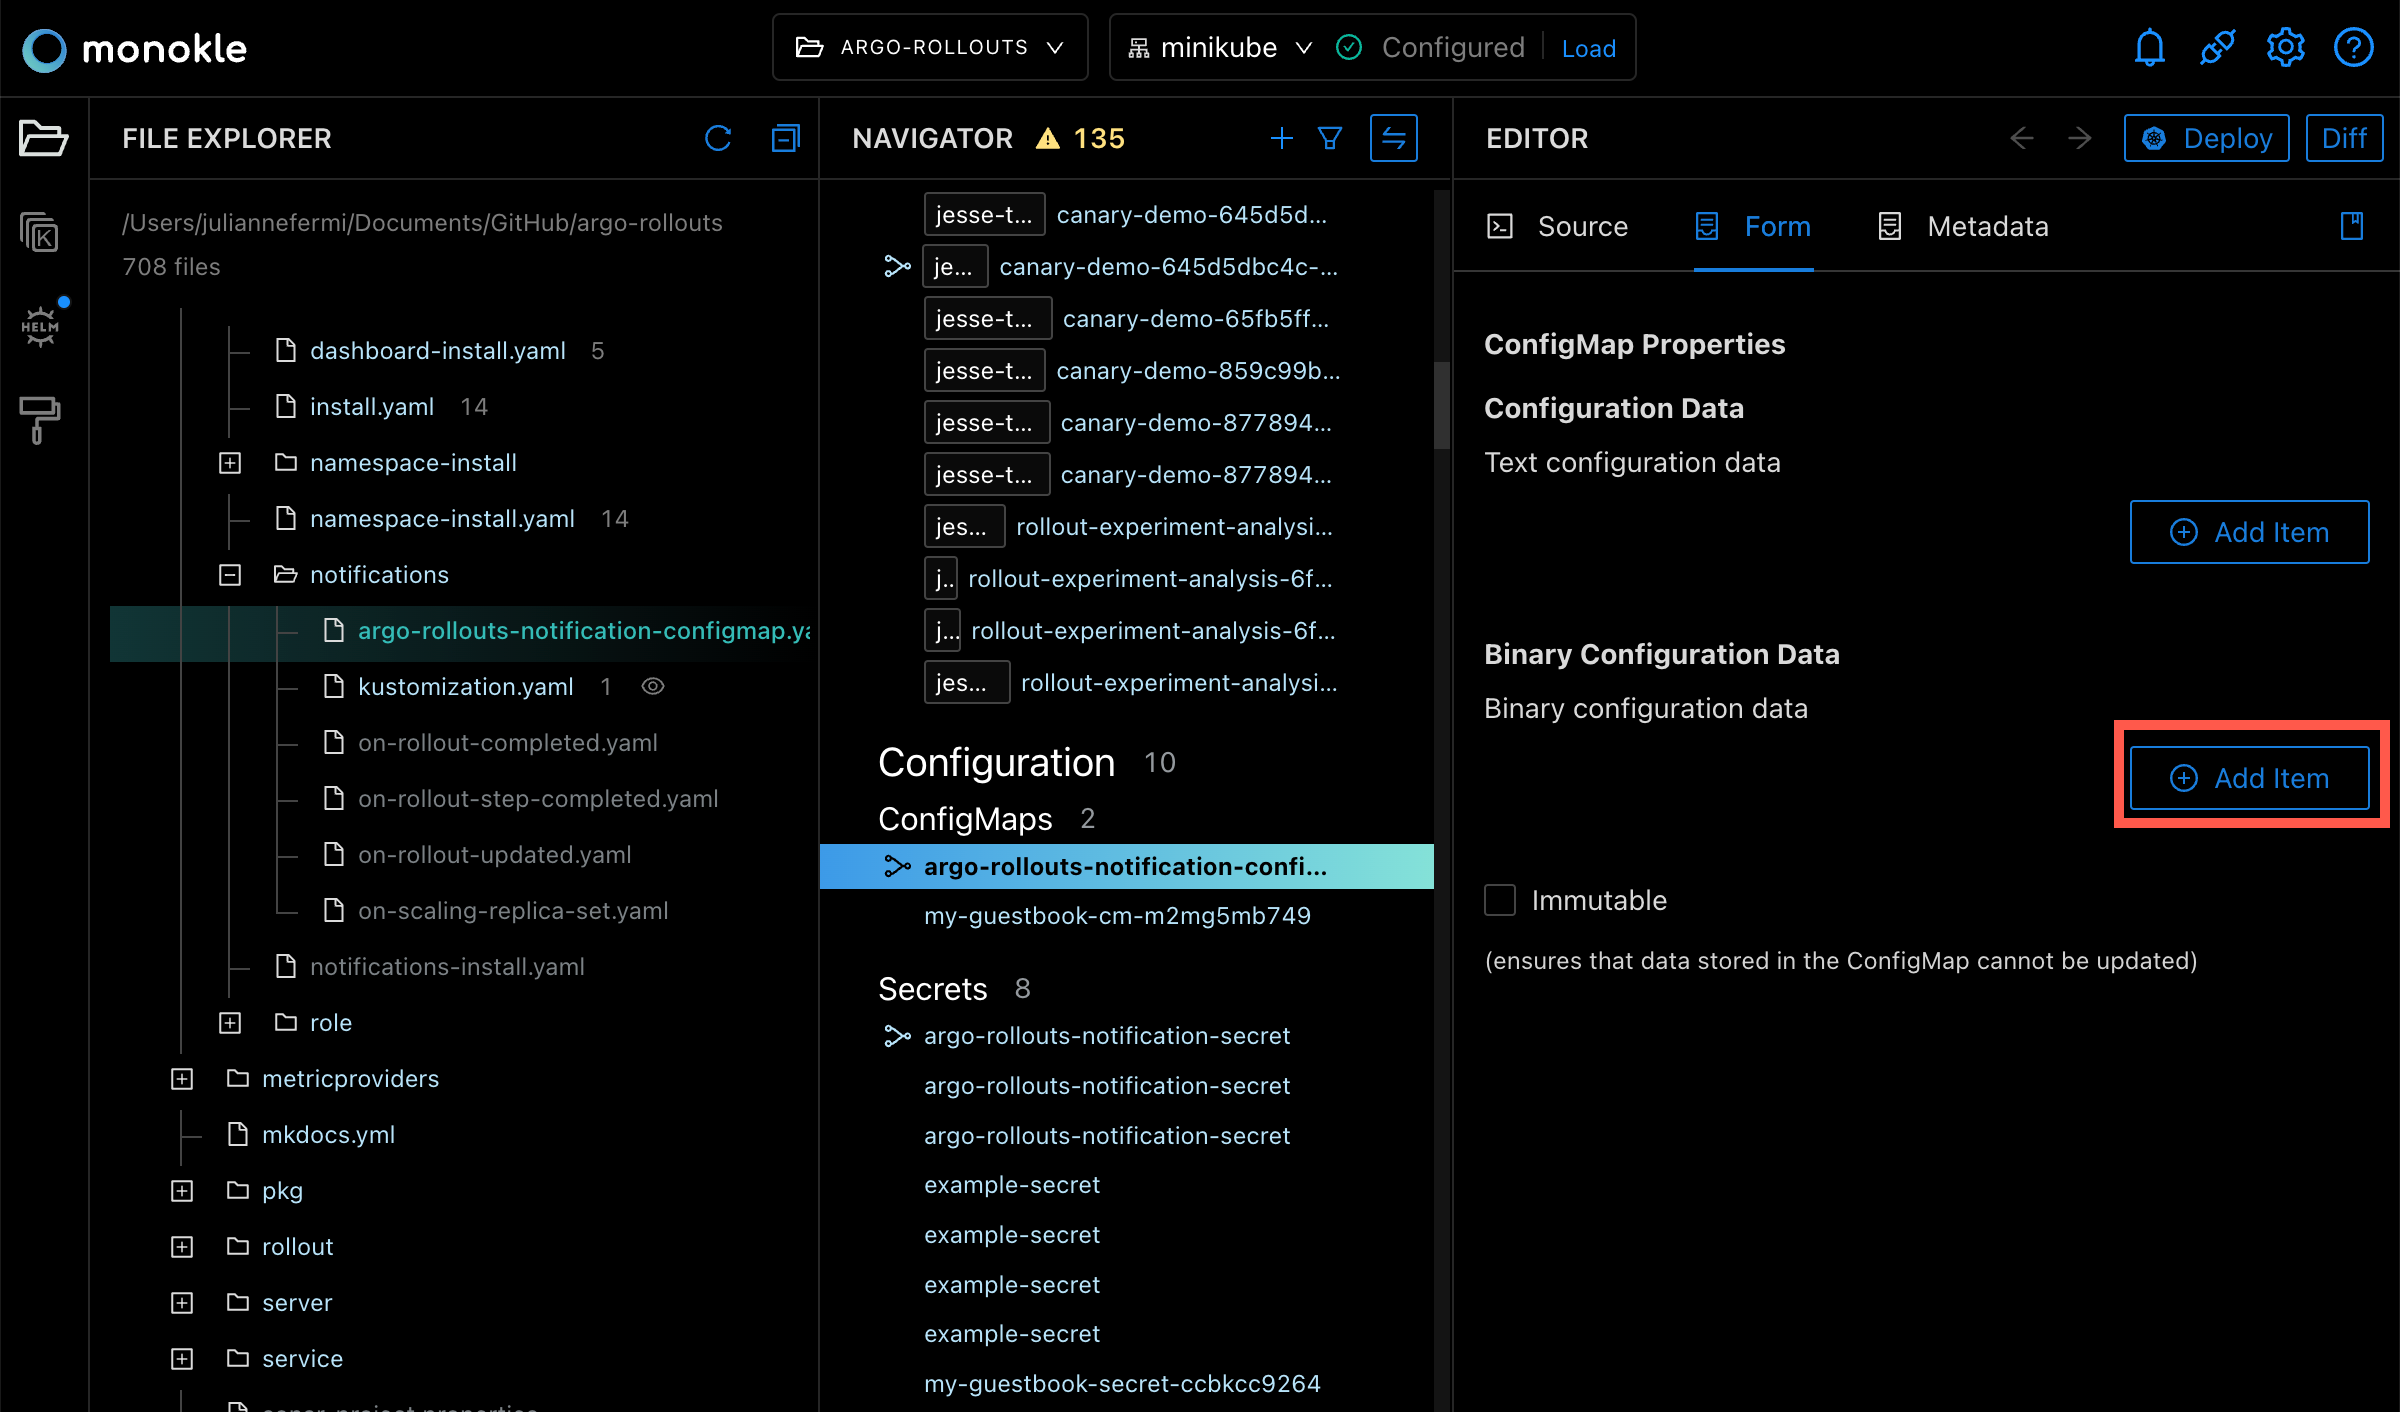 monokle
ARGO-ROLLOUTS
minikube Configured Load
FILE EXPLORER
/Users/juliannefermi/Documents/GitHub/argo-rollouts
708 files
HELM
K
dashboard-install.yaml 5
install.yaml 14
namespace-install
namespace-install.yaml 14
notifications
argo-rollouts-notification-configmap.ya
kustomization.yaml 1
on-rollout-completed.yaml
on-rollout-step-completed.yaml
on-rollout-updated.yaml
on-scaling-replica-set.yaml
notifications-install.yaml
role
metricproviders
mkdocs.yml
pkg
rollout
server
service
NAVIGATOR 135
jesse-t... canary-demo-645d5d...
je... canary-demo-645d5dbc4c-...
jesse-t... canary-demo-65fb5ff...
jesse-t... canary-demo-859c99b...
jesse-t... canary-demo-877894...
jesse-t... canary-demo-877894...
jes... rollout-experiment-analysi...
j.. rollout-experiment-analysis-6f...
j... rollout-experiment-analysis-6f...
jes... rollout-experiment-analysi...
Configuration 10
ConfigMaps 2
argo-rollouts-notification-confi...
my-guestbook-cm-m2mg5mb749
Secrets 8
argo-rollouts-notification-secret
argo-rollouts-notification-secret
argo-rollouts-notification-secret
example-secret
example-secret
example-secret
example-secret
my-guestbook-secret-ccbkcc9264
EDITOR
Deploy Diff
Source Form Metadata
ConfigMap Properties
Configuration Data
Text configuration data
Add Item
Binary Configuration Data
Binary configuration data
Add Item
Immutable
(ensures that data stored in the ConfigMap cannot be updated)